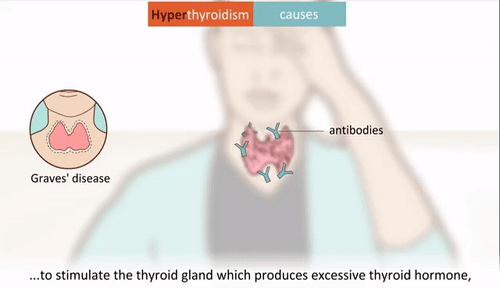 Hyperthyroidism causes
antibodies
Graves' disease
...to stimulate the thyroid gland which produces excessive thyroid hormone,